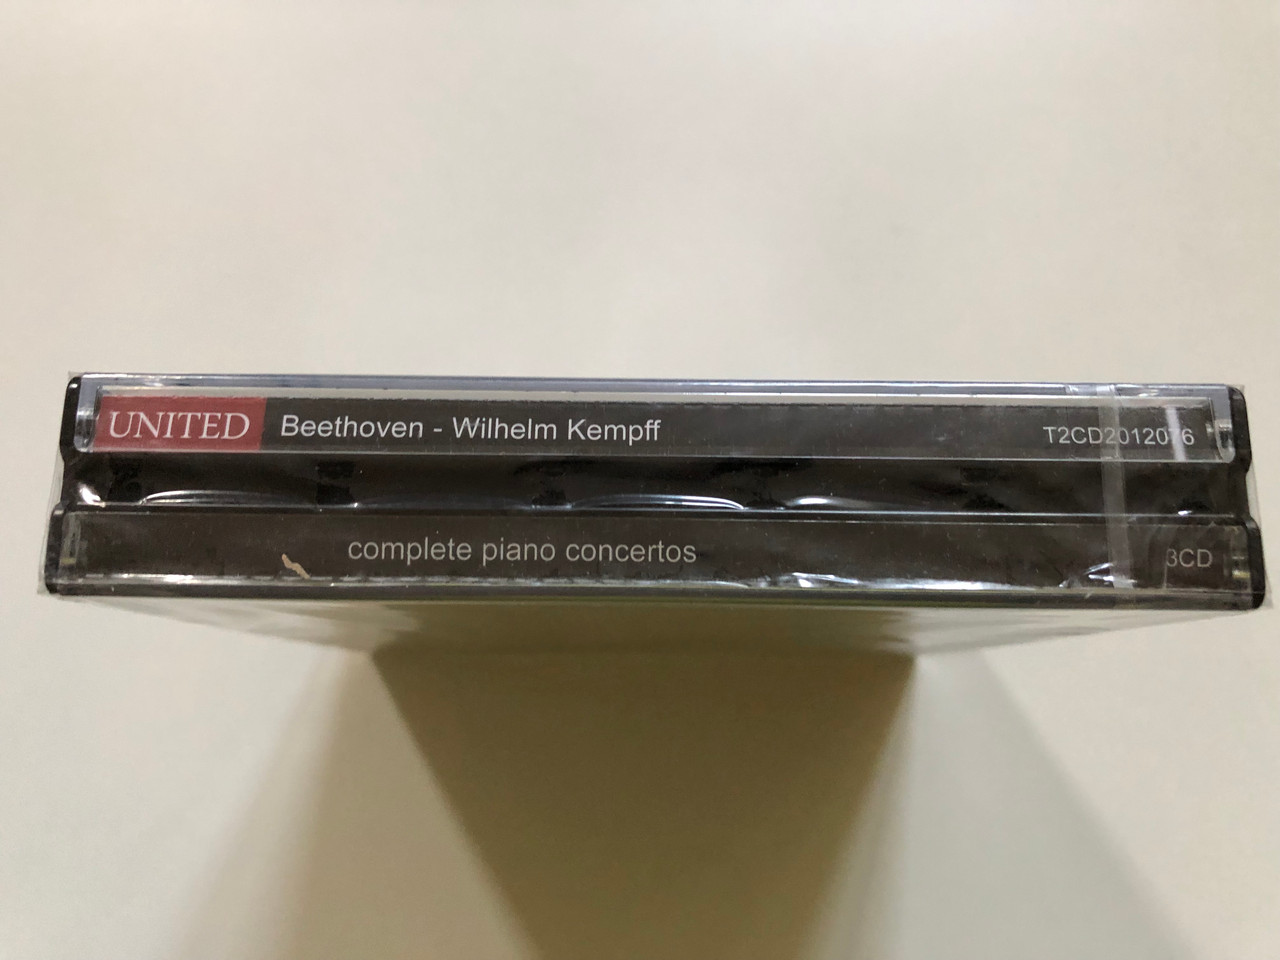 UNITED Beethoven - Wilhelm Kempff T2CD2012076
complete piano concertos 3CD